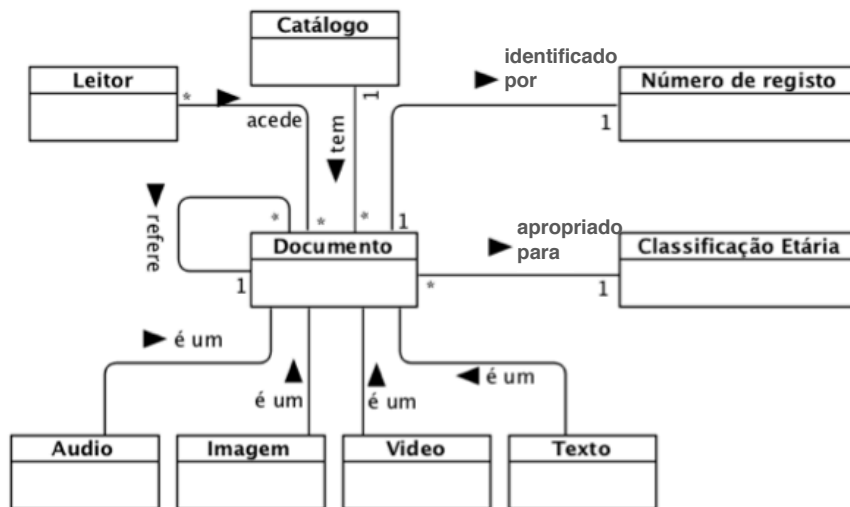 Catálogo
Leitor
Número de registo
identificado
por
*
acede
1
tem
1
refere
*
*
*
1
Documento
1
apropriado
para
Classificação Etária
*
1
é um
é um
é um
é um
Audio
Imagem
Video
Texto